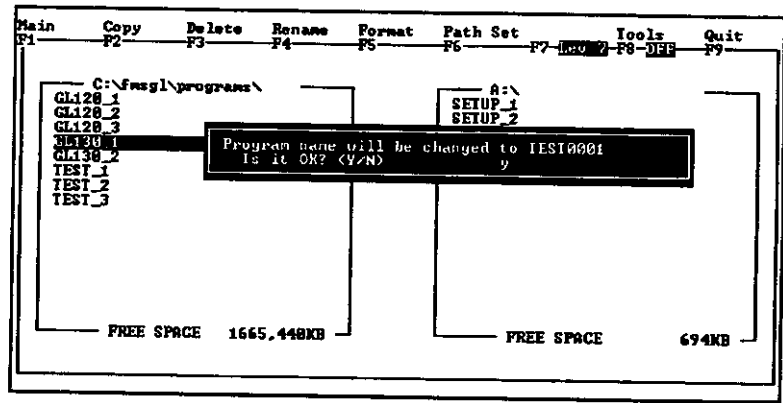 Main Copy Delete Rename Format Path Set Tools Quit
F1 F2 F3 F4 F5 F6 F7 F8 OFF F9
C:\fmsgl\programs\ A:\
GL120_1 SETUP_1
GL120_2 SETUP_2
GL120_3
GL130_1
GL130_2
TEST_1
TEST_2
TEST_3
Program name will be changed to TEST0001
Is it OK? (Y/N) y
FREE SPACE 1665,440KB FREE SPACE 694KB